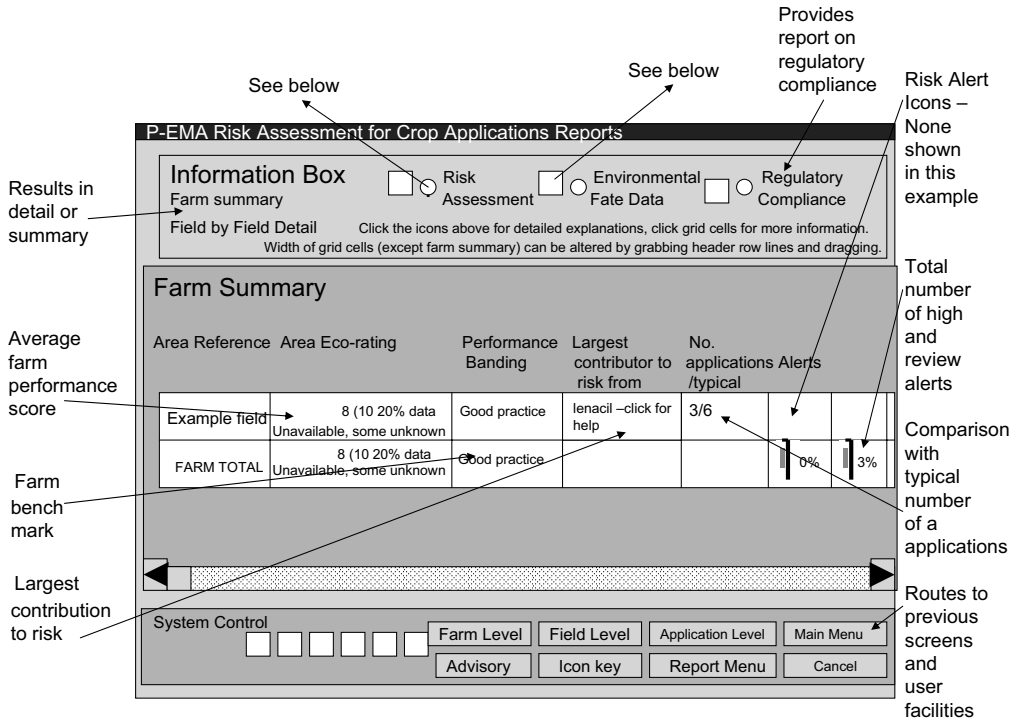 Provides
report on
regulatory
compliance
See below
See below
Risk Alert
Icons –
None
shown
in this
example
P-EMA Risk Assessment for Crop Applications Reports
Information Box
Farm summary
Field by Field Detail
Risk
Assessment
Environmental
Fate Data
Regulatory
Compliance
Click the icons above for detailed explanations, click grid cells for more information.
Width of grid cells (except farm summary) can be altered by grabbing header row lines and dragging.
Results in
detail or
summary
Farm Summary
Total
number
of high
and
review
alerts
Area Reference Area Eco-rating
Performance
Banding
Largest
contributor to
risk from
No.
applications Alerts
/typical
Average
farm
performance
score
Example field
8 (10 20% data
Unavailable, some unknown
Good practice
lenacil –click for
help
3/6
FARM TOTAL
8 (10 20% data
Unavailable, some unknown
Good practice
0%
3%
Comparison
with
typical
number
of a
applications
Farm
bench
mark
Largest
contribution
to risk
System Control
Farm Level
Field Level
Application Level
Main Menu
Advisory
Icon key
Report Menu
Cancel
Routes to
previous
screens
and
user
facilities